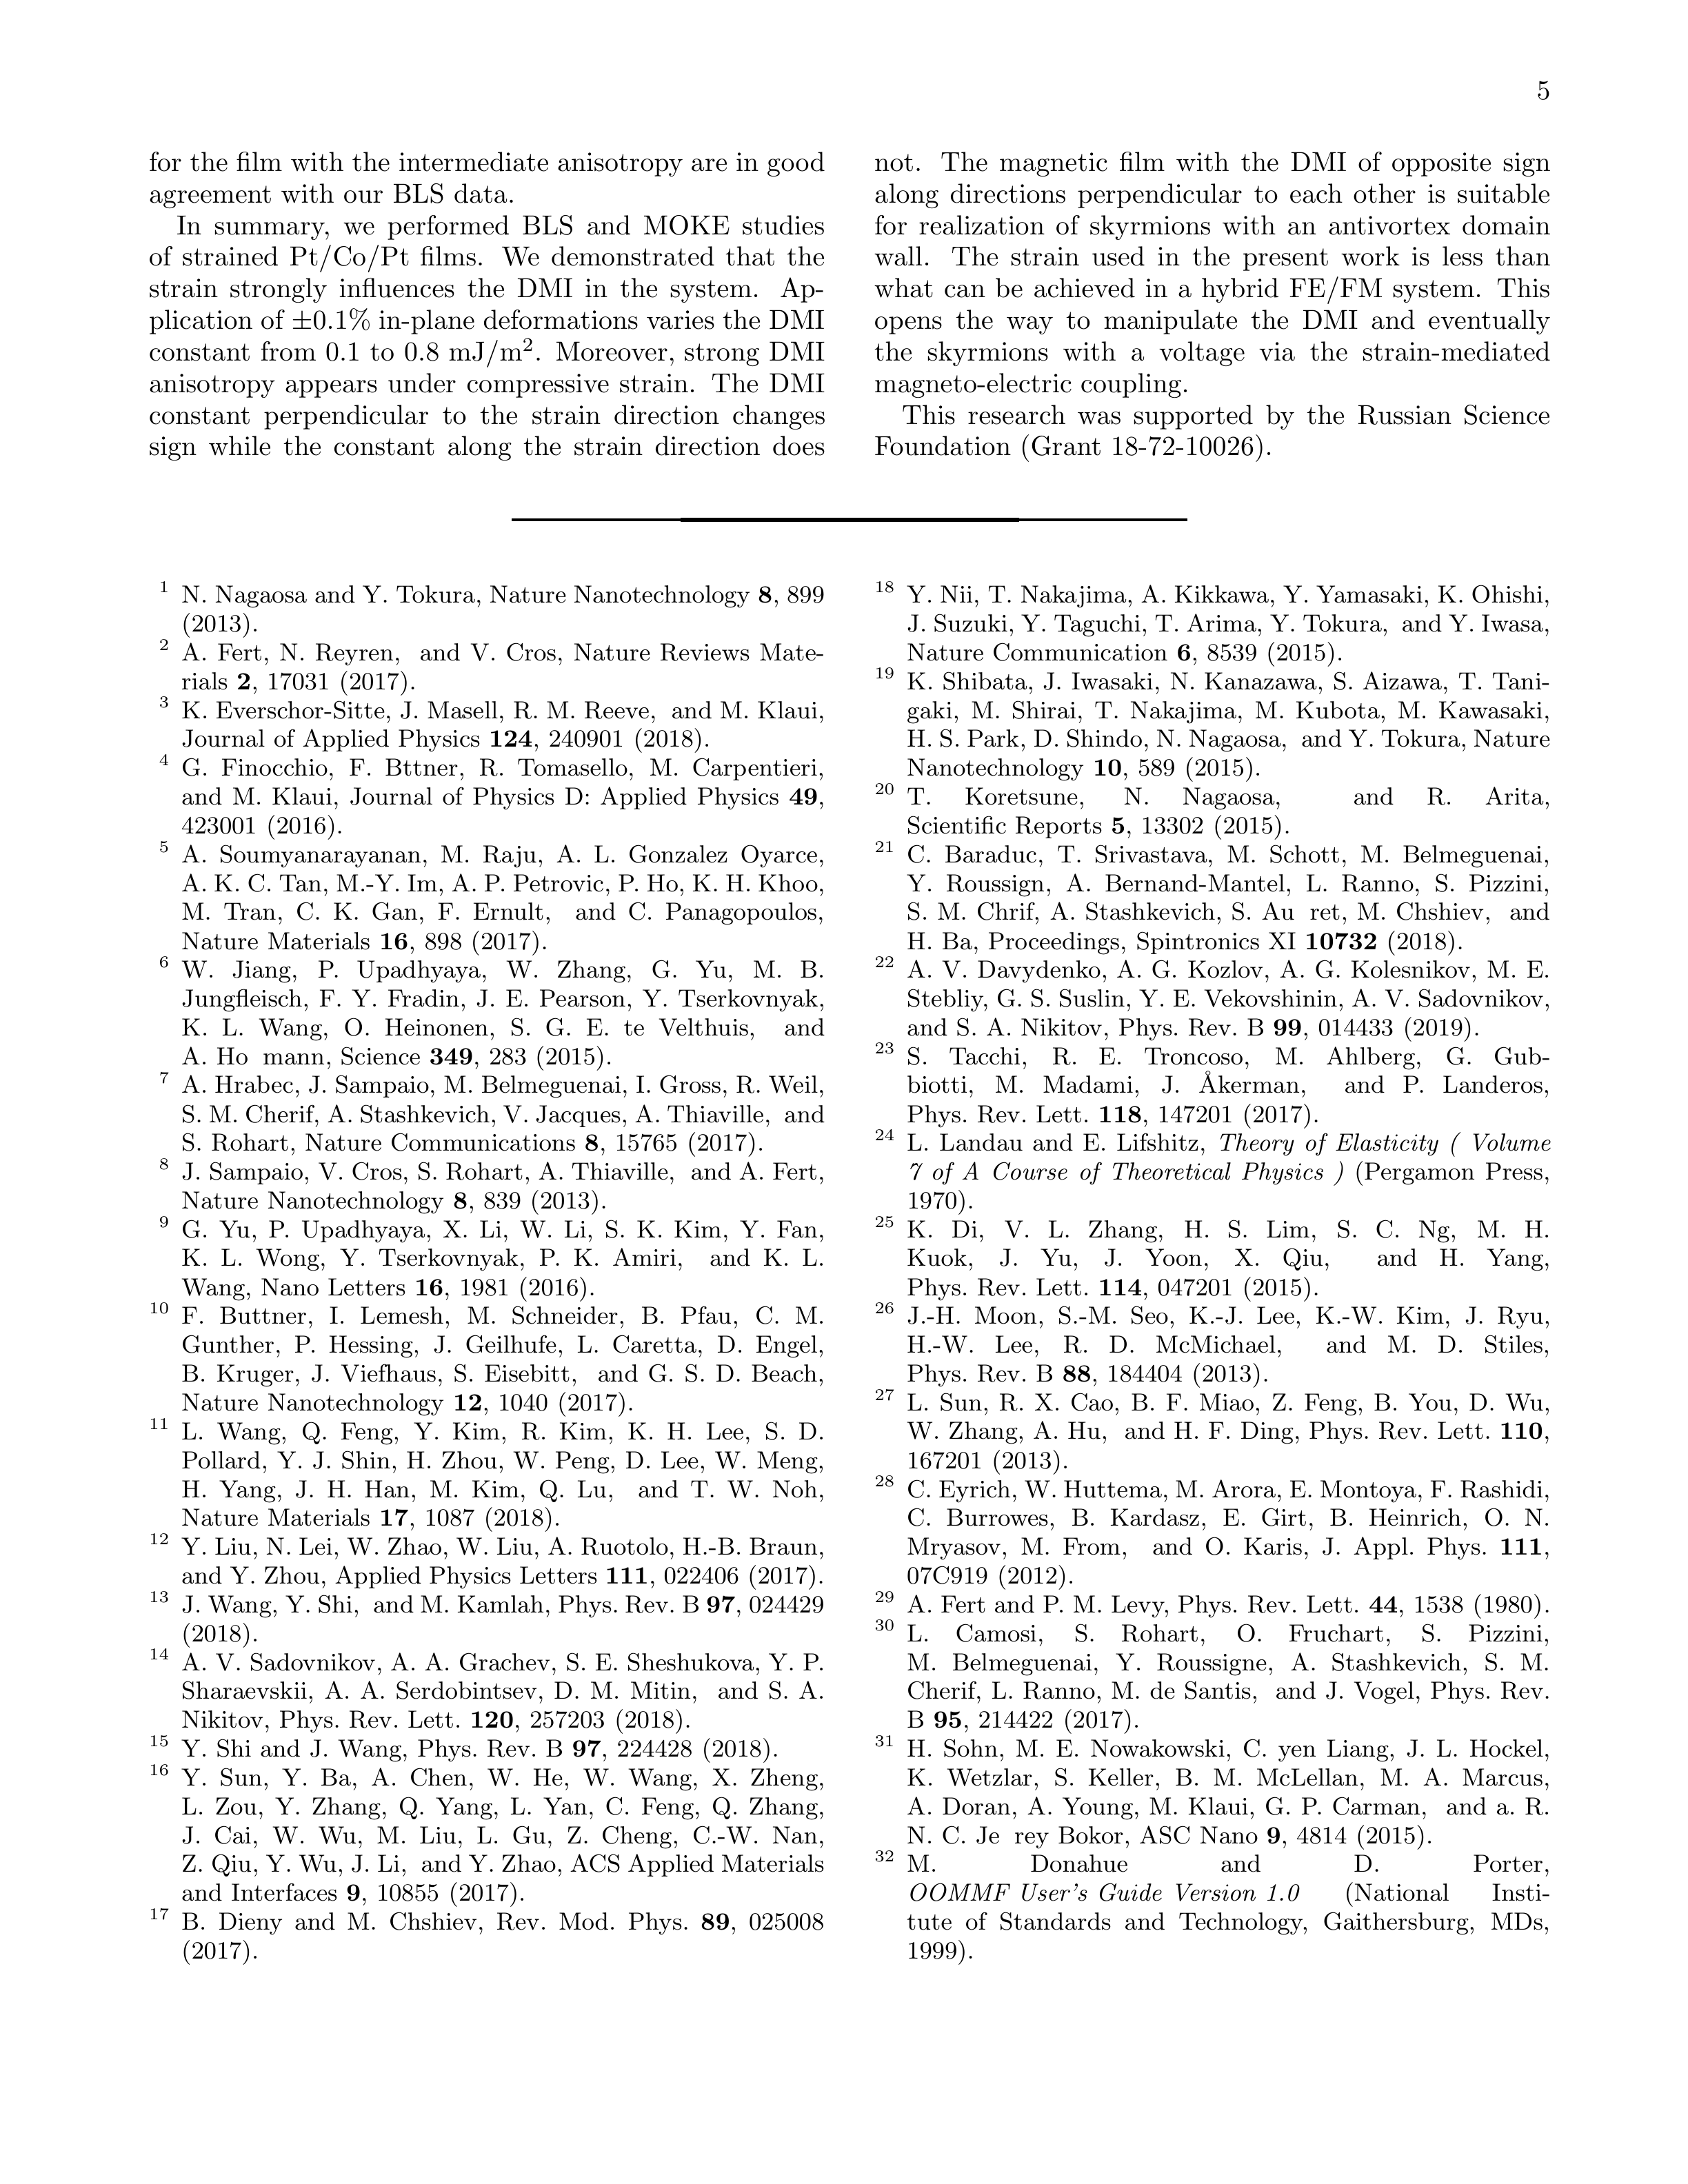 5
for the film with the intermediate anisotropy are in good
agreement with our BLS data.
In summary, we performed BLS and MOKE studies
of strained Pt/Co/Pt films. We demonstrated that the
strain strongly influences the DMI in the system. Ap-
plication of ±0.1% in-plane deformations varies the DMI
constant from 0.1 to 0.8 mJ/m². Moreover, strong DMI
anisotropy appears under compressive strain. The DMI
constant perpendicular to the strain direction changes
sign while the constant along the strain direction does
not. The magnetic film with the DMI of opposite sign
along directions perpendicular to each other is suitable
for realization of skyrmions with an antivortex domain
wall. The strain used in the present work is less than
what can be achieved in a hybrid FE/FM system. This
opens the way to manipulate the DMI and eventually
the skyrmions with a voltage via the strain-mediated
magneto-electric coupling.
This research was supported by the Russian Science
Foundation (Grant 18-72-10026).
1 N. Nagaosa and Y. Tokura, Nature Nanotechnology 8, 899
(2013).
2 A. Fert, N. Reyren, and V. Cros, Nature Reviews Mate-
rials 2, 17031 (2017).
3 K. Everschor-Sitte, J. Masell, R. M. Reeve, and M. Klaui,
Journal of Applied Physics 124, 240901 (2018).
4 G. Finocchio, F. Bttner, R. Tomasello, M. Carpentieri,
and M. Klaui, Journal of Physics D: Applied Physics 49,
423001 (2016).
5 A. Soumyanarayanan, M. Raju, A. L. Gonzalez Oyarce,
A. K. C. Tan, M.-Y. Im, A. P. Petrovic, P. Ho, K. H. Khoo,
M. Tran, C. K. Gan, F. Ernult, and C. Panagopoulos,
Nature Materials 16, 898 (2017).
6 W. Jiang, P. Upadhyaya, W. Zhang, G. Yu, M. B.
Jungfleisch, F. Y. Fradin, J. E. Pearson, Y. Tserkovnyak,
K. L. Wang, O. Heinonen, S. G. E. te Velthuis, and
A. Ho mann, Science 349, 283 (2015).
7 A. Hrabec, J. Sampaio, M. Belmeguenai, I. Gross, R. Weil,
S. M. Cherif, A. Stashkevich, V. Jacques, A. Thiaville, and
S. Rohart, Nature Communications 8, 15765 (2017).
8 J. Sampaio, V. Cros, S. Rohart, A. Thiaville, and A. Fert,
Nature Nanotechnology 8, 839 (2013).
9 G. Yu, P. Upadhyaya, X. Li, W. Li, S. K. Kim, Y. Fan,
K. L. Wong, Y. Tserkovnyak, P. K. Amiri, and K. L.
Wang, Nano Letters 16, 1981 (2016).
10 F. Buttner, I. Lemesh, M. Schneider, B. Pfau, C. M.
Gunther, P. Hessing, J. Geilhufe, L. Caretta, D. Engel,
B. Kruger, J. Viefhaus, S. Eisebitt, and G. S. D. Beach,
Nature Nanotechnology 12, 1040 (2017).
11 L. Wang, Q. Feng, Y. Kim, R. Kim, K. H. Lee, S. D.
Pollard, Y. J. Shin, H. Zhou, W. Peng, D. Lee, W. Meng,
H. Yang, J. H. Han, M. Kim, Q. Lu, and T. W. Noh,
Nature Materials 17, 1087 (2018).
12 Y. Liu, N. Lei, W. Zhao, W. Liu, A. Ruotolo, H.-B. Braun,
and Y. Zhou, Applied Physics Letters 111, 022406 (2017).
13 J. Wang, Y. Shi, and M. Kamlah, Phys. Rev. B 97, 024429
(2018).
14 A. V. Sadovnikov, A. A. Grachev, S. E. Sheshukova, Y. P.
Sharaevskii, A. A. Serdobintsev, D. M. Mitin, and S. A.
Nikitov, Phys. Rev. Lett. 120, 257203 (2018).
15 Y. Shi and J. Wang, Phys. Rev. B 97, 224428 (2018).
16 Y. Sun, Y. Ba, A. Chen, W. He, W. Wang, X. Zheng,
L. Zou, Y. Zhang, Q. Yang, L. Yan, C. Feng, Q. Zhang,
J. Cai, W. Wu, M. Liu, L. Gu, Z. Cheng, C.-W. Nan,
Z. Qiu, Y. Wu, J. Li, and Y. Zhao, ACS Applied Materials
and Interfaces 9, 10855 (2017).
17 B. Dieny and M. Chshiev, Rev. Mod. Phys. 89, 025008
(2017).
18 Y. Nii, T. Nakajima, A. Kikkawa, Y. Yamasaki, K. Ohishi,
J. Suzuki, Y. Taguchi, T. Arima, Y. Tokura, and Y. Iwasa,
Nature Communication 6, 8539 (2015).
19 K. Shibata, J. Iwasaki, N. Kanazawa, S. Aizawa, T. Tani-
gaki, M. Shirai, T. Nakajima, M. Kubota, M. Kawasaki,
H. S. Park, D. Shindo, N. Nagaosa, and Y. Tokura, Nature
Nanotechnology 10, 589 (2015).
20 T. Koretsune, N. Nagaosa, and R. Arita,
Scientific Reports 5, 13302 (2015).
21 C. Baraduc, T. Srivastava, M. Schott, M. Belmeguenai,
Y. Roussign, A. Bernand-Mantel, L. Ranno, S. Pizzini,
S. M. Chrif, A. Stashkevich, S. Au ret, M. Chshiev, and
H. Ba, Proceedings, Spintronics XI 10732 (2018).
22 A. V. Davydenko, A. G. Kozlov, A. G. Kolesnikov, M. E.
Stebliy, G. S. Suslin, Y. E. Vekovshinin, A. V. Sadovnikov,
and S. A. Nikitov, Phys. Rev. B 99, 014433 (2019).
23 S. Tacchi, R. E. Troncoso, M. Ahlberg, G. Gub-
biotti, M. Madami, J. Åkerman, and P. Landeros,
Phys. Rev. Lett. 118, 147201 (2017).
24 L. Landau and E. Lifshitz, Theory of Elasticity ( Volume
7 of A Course of Theoretical Physics ) (Pergamon Press,
1970).
25 K. Di, V. L. Zhang, H. S. Lim, S. C. Ng, M. H.
Kuok, J. Yu, J. Yoon, X. Qiu, and H. Yang,
Phys. Rev. Lett. 114, 047201 (2015).
26 J.-H. Moon, S.-M. Seo, K.-J. Lee, K.-W. Kim, J. Ryu,
H.-W. Lee, R. D. McMichael, and M. D. Stiles,
Phys. Rev. B 88, 184404 (2013).
27 L. Sun, R. X. Cao, B. F. Miao, Z. Feng, B. You, D. Wu,
W. Zhang, A. Hu, and H. F. Ding, Phys. Rev. Lett. 110,
167201 (2013).
28 C. Eyrich, W. Huttema, M. Arora, E. Montoya, F. Rashidi,
C. Burrowes, B. Kardasz, E. Girt, B. Heinrich, O. N.
Mryasov, M. From, and O. Karis, J. Appl. Phys. 111,
07C919 (2012).
29 A. Fert and P. M. Levy, Phys. Rev. Lett. 44, 1538 (1980).
30 L. Camosi, S. Rohart, O. Fruchart, S. Pizzini,
M. Belmeguenai, Y. Roussigne, A. Stashkevich, S. M.
Cherif, L. Ranno, M. de Santis, and J. Vogel, Phys. Rev.
B 95, 214422 (2017).
31 H. Sohn, M. E. Nowakowski, C. yen Liang, J. L. Hockel,
K. Wetzlar, S. Keller, B. M. McLellan, M. A. Marcus,
A. Doran, A. Young, M. Klaui, G. P. Carman, and a. R.
N. C. Je rey Bokor, ASC Nano 9, 4814 (2015).
32 M. Donahue and D. Porter,
OOMMF User's Guide Version 1.0 (National Insti-
tute of Standards and Technology, Gaithersburg, MDs,
1999).